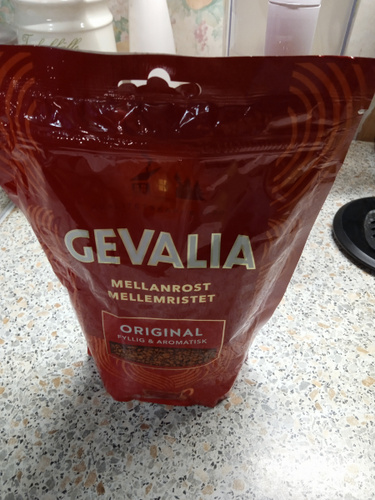 GEVALIA
MELLANROST
MELLEMRISTET
ORIGINAL
FYLLIG & AROMATISK